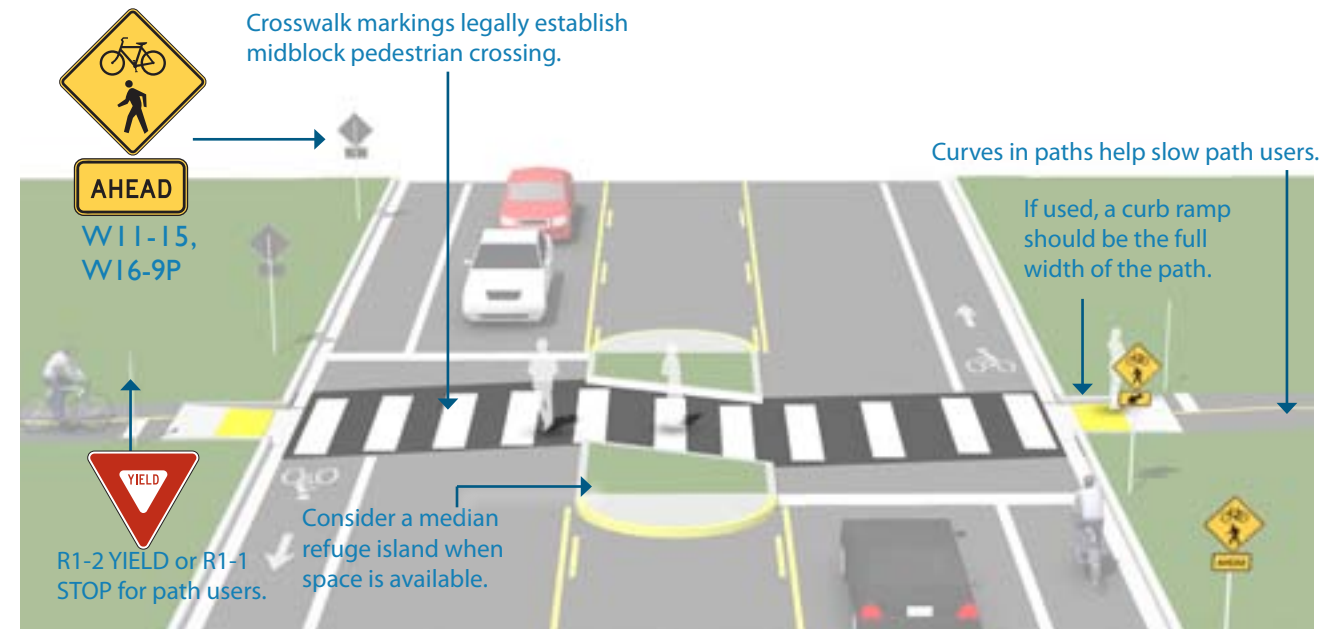 Crosswalk markings legally establish
midblock pedestrian crossing.
AHEAD
W11-15,
W16-9P
Curves in paths help slow path users.
If used, a curb ramp
should be the full
width of the path.
YIELD
R1-2 YIELD or R1-1
STOP for path users.
Consider a median
refuge island when
space is available.
AHEAD